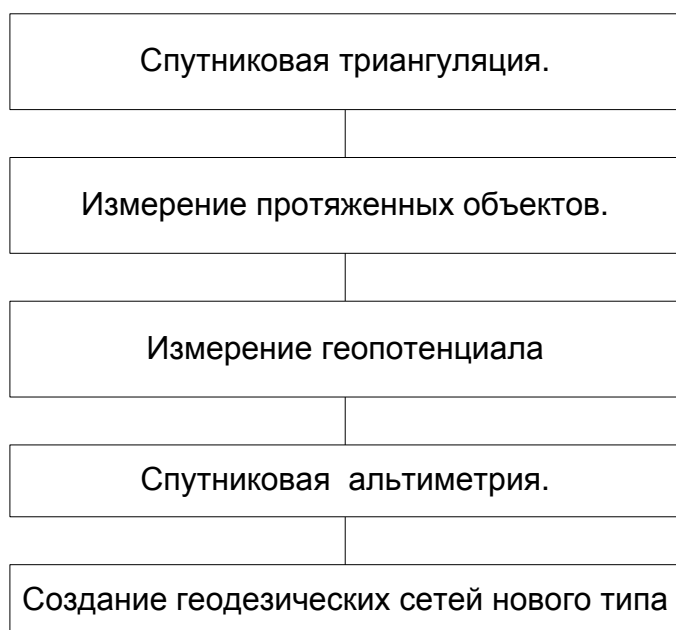 Спутниковая триангуляция.
Измерение протяженных объектов.
Измерение геопотенциала
Спутниковая  альтиметрия.
Создание геодезических сетей нового типа